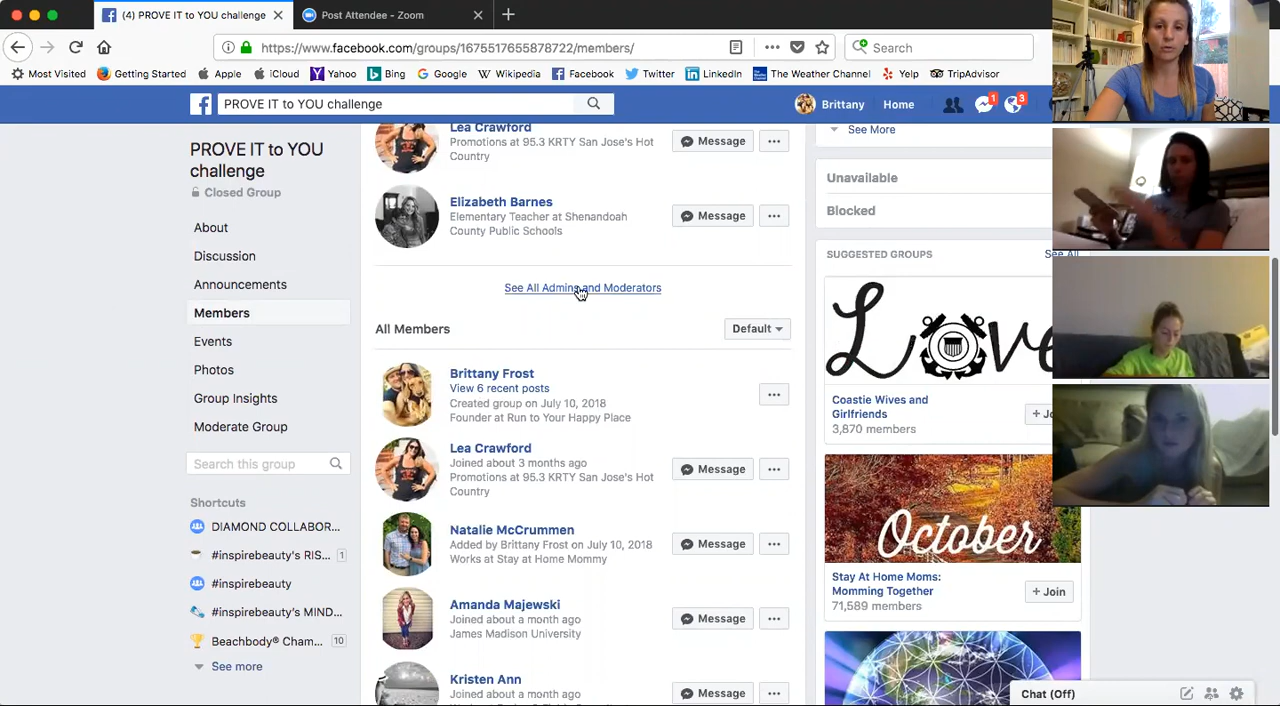 (4) PROVE IT to YOU challenge
Post Attendee - Zoom
https://www.facebook.com/groups/1675517655878722/members/
Search
Most Visited Getting Started Apple iCloud Yahoo Bing Google Wikipedia Facebook Twitter LinkedIn The Weather Channel Yelp TripAdvisor
PROVE IT to YOU challenge
Brittany Home 1 3
PROVE IT to YOU
challenge
Closed Group
About
Discussion
Announcements
Members
Events
Photos
Group Insights
Moderate Group
Search this group
Shortcuts
DIAMOND COLLABOR...
#inspirebeauty's RIS... 1
#inspirebeauty
#inspirebeauty's MIND...
Beachbody® Cham... 10
See more
Lea Crawford
Promotions at 95.3 KRTY San Jose's Hot
Country
Message
Elizabeth Barnes
Elementary Teacher at Shenandoah
County Public Schools
Message
See All Admins and Moderators
All Members
Default
Brittany Frost
View 6 recent posts
Created group on July 10, 2018
Founder at Run to Your Happy Place
Lea Crawford
Joined about 3 months ago
Promotions at 95.3 KRTY San Jose's Hot
Country
Message
Natalie McCrummen
Added by Brittany Frost on July 10, 2018
Works at Stay at Home Mommy
Message
Amanda Majewski
Joined about a month ago
James Madison University
Message
Kristen Ann
Joined about a month ago
Message
See More
Unavailable
Blocked
SUGGESTED GROUPS
See All
Love
Coastie Wives and
Girlfriends
3,870 members
+ Jo
October
Stay At Home Moms:
Momming Together
71,589 members
+ Join
Chat (Off)